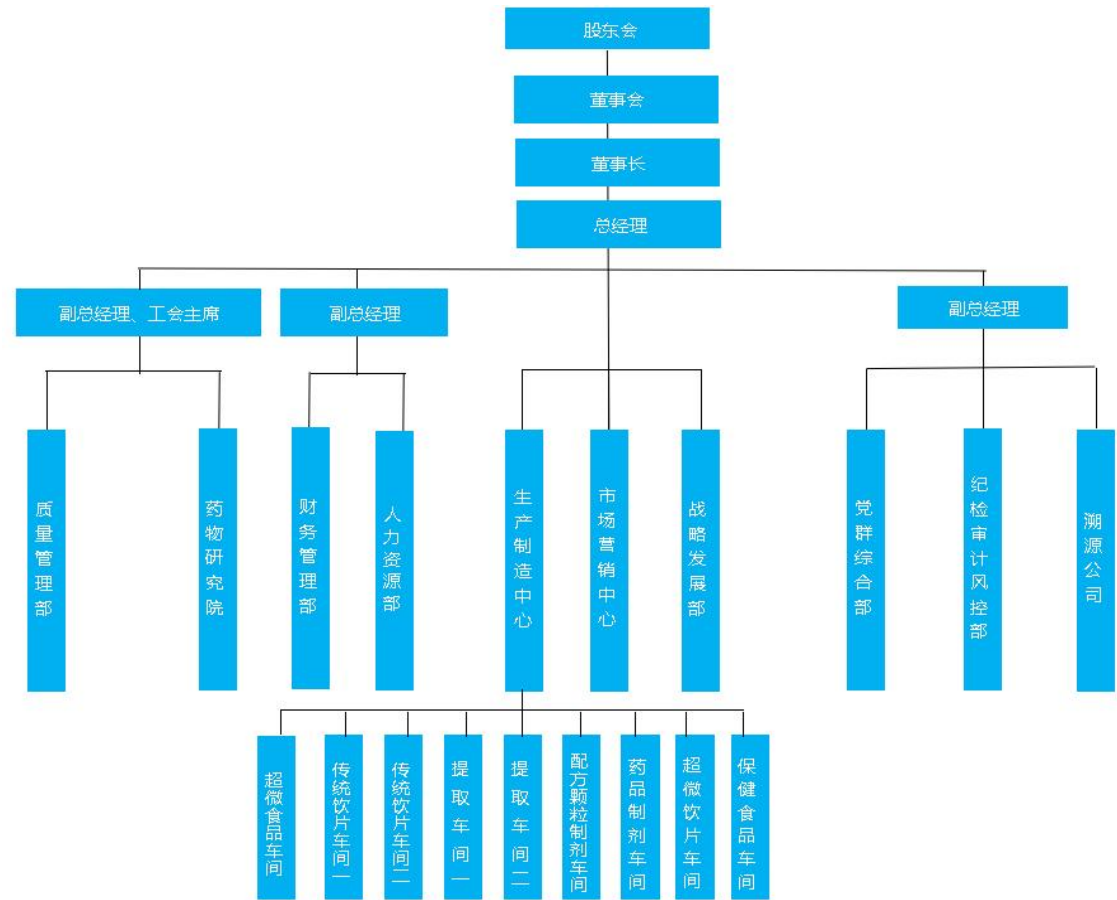 股东会
董事会
董事长
总经理
副总经理、工会主席
副总经理
副总经理
质量管理部
药物研究院
财务管理部
人力资源部
生产制造中心
市场营销中心
战略发展部
党群综合部
纪检审计风控部
溯源公司
超微食品车间
传统饮片车间一
传统饮片车间二
提取车间一
提取车间二
配方颗粒制剂车间
药品制剂车间
超微饮片车间
保健食品车间